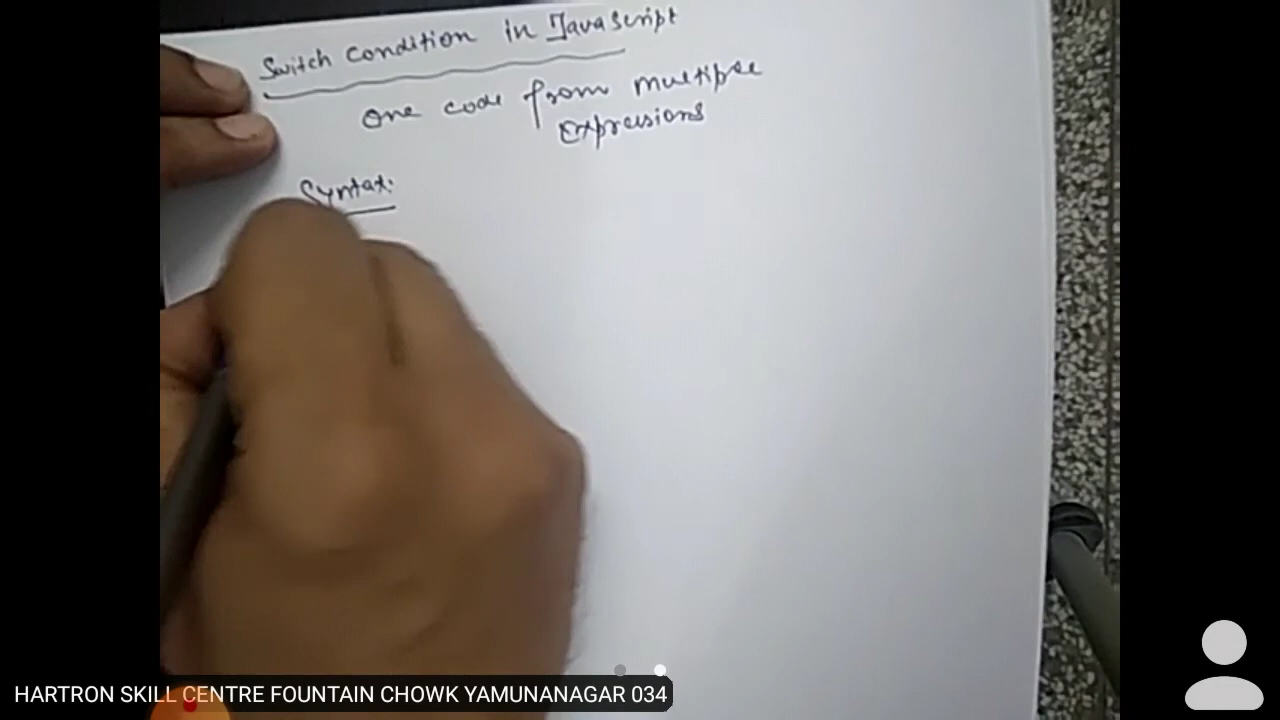 Switch Condition in JavaScript
One code from multiple
Expressions
Syntax:
HARTRON SKILL CENTRE FOUNTAIN CHOWK YAMUNANAGAR 034